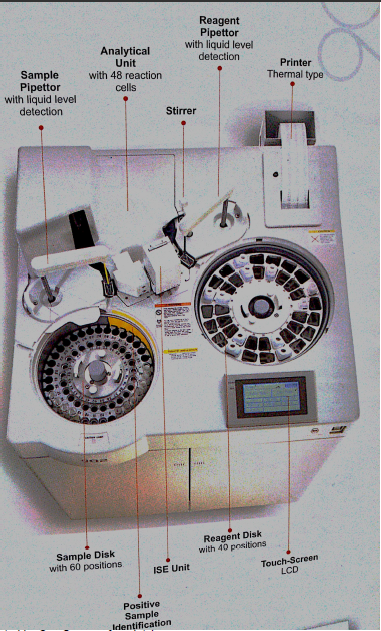 Reagent
Pipettor
with liquid level
detection
Analytical
Unit
with 48 reaction
cells
Printer
Thermal type
Sample
Pipettor
with liquid level
detection
Stirrer
Sample Disk
with 60 positions
ISE Unit
Reagent Disk
with 40 positions
Touch-Screen
LCD
Positive
Sample
Identification